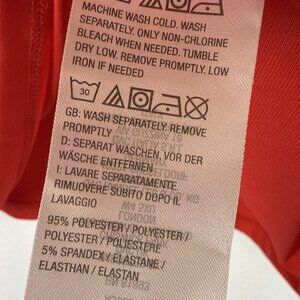 MACHINE WASH COLD. WASH
SEPARATELY. ONLY NON-CHLORINE
BLEACH WHEN NEEDED. TUMBLE
DRY LOW. REMOVE PROMPTLY. LOW
IRON IF NEEDED
30
GB: WASH SEPARATELY. REMOVE
PROMPTLY
D: SEPARAT WASCHEN, VOR DER
WÄSCHE ENTFERNEN
I: LAVARE SEPARATAMENTE.
RIMUOVERE SUBITO DOPO IL
LAVAGGIO
95% POLYESTER / POLYESTER /
POLYESTER / POLIESTERE
5% SPANDEX / ELASTANE /
ELASTHAN / ELASTAN